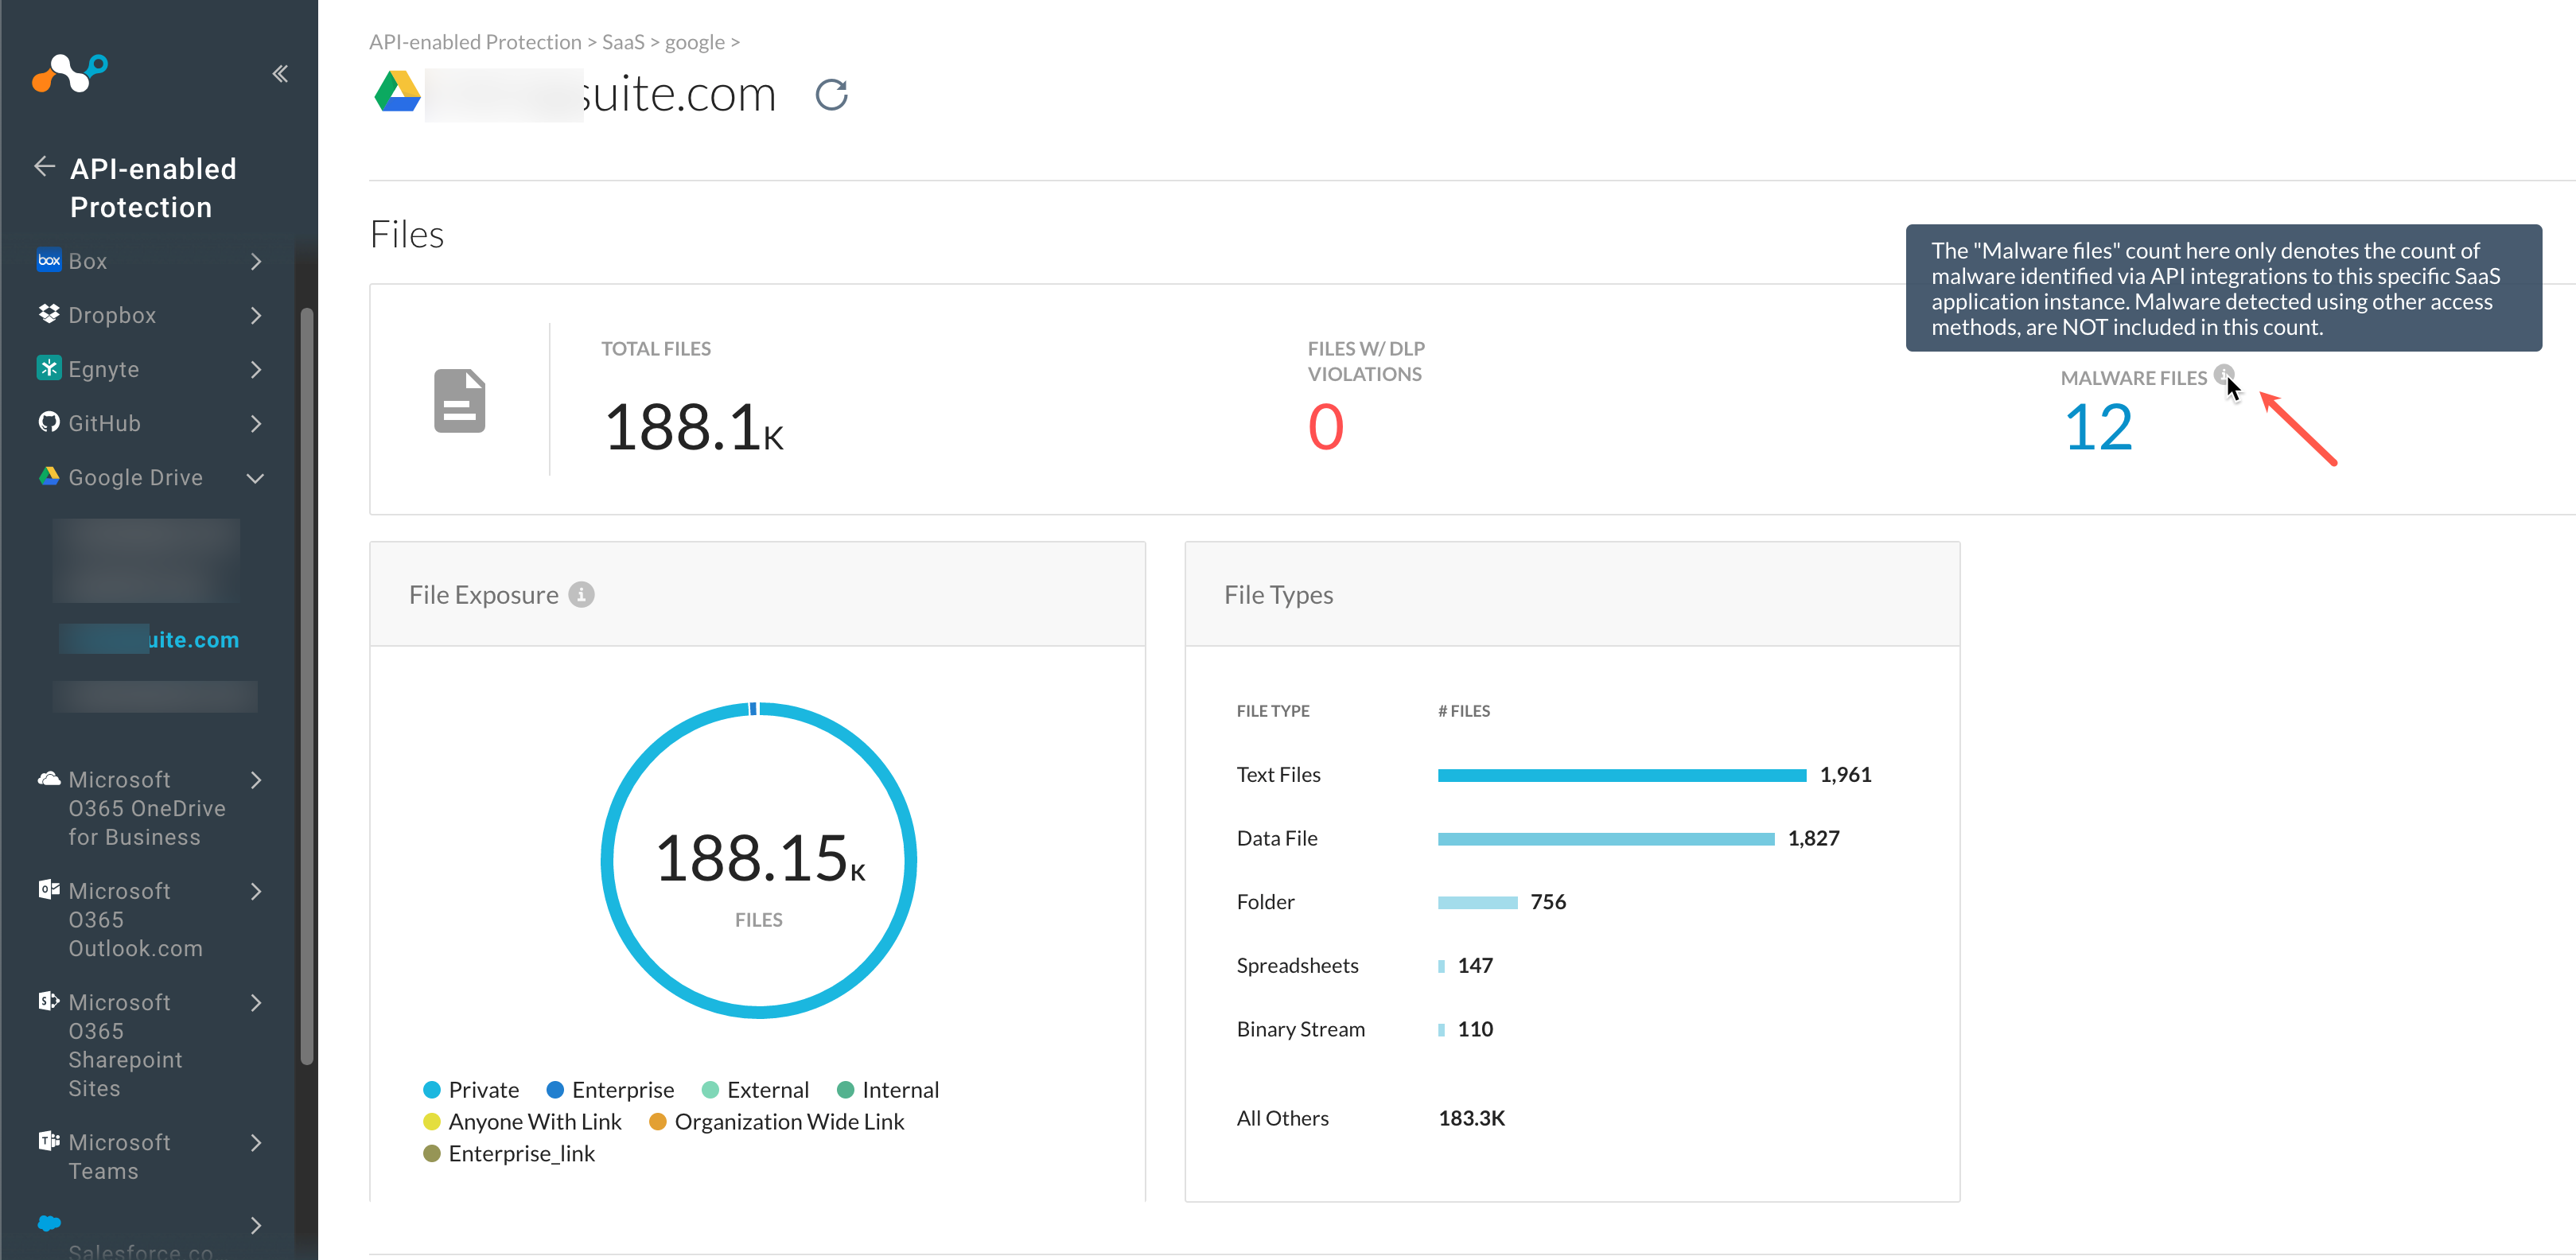 API-enabled
Protection
box Box
Dropbox
Egnyte
GitHub
Google Drive
uite.com
Microsoft
O365 OneDrive
for Business
Microsoft
O365
Outlook.com
Microsoft
O365
Sharepoint
Sites
Microsoft
Teams
Salesforce.co...
API-enabled Protection > SaaS > google >
suite.com
Files
The "Malware files" count here only denotes the count of
malware identified via API integrations to this specific SaaS
application instance. Malware detected using other access
methods, are NOT included in this count.
TOTAL FILES
188.1K
FILES W/ DLP
VIOLATIONS
0
MALWARE FILES
12
File Exposure
188.15K
FILES
Private Enterprise External Internal
Anyone With Link Organization Wide Link
Enterprise_link
File Types
FILE TYPE # FILES
Text Files 1,961
Data File 1,827
Folder 756
Spreadsheets 147
Binary Stream 110
All Others 183.3K